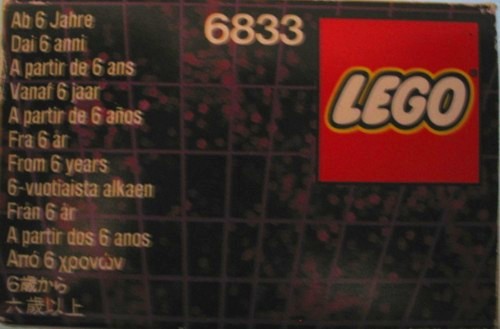 Ab 6 Jahre
Dai 6 anni
A partir de 6 ans
Vanaf 6 jaar
A partir de 6 años
Fra 6 år
From 6 years
6-vuotiaista alkaen
Från 6 år
A partir dos 6 anos
Από 6 χρονών
6歳から
六歲以上
6833
LEGO